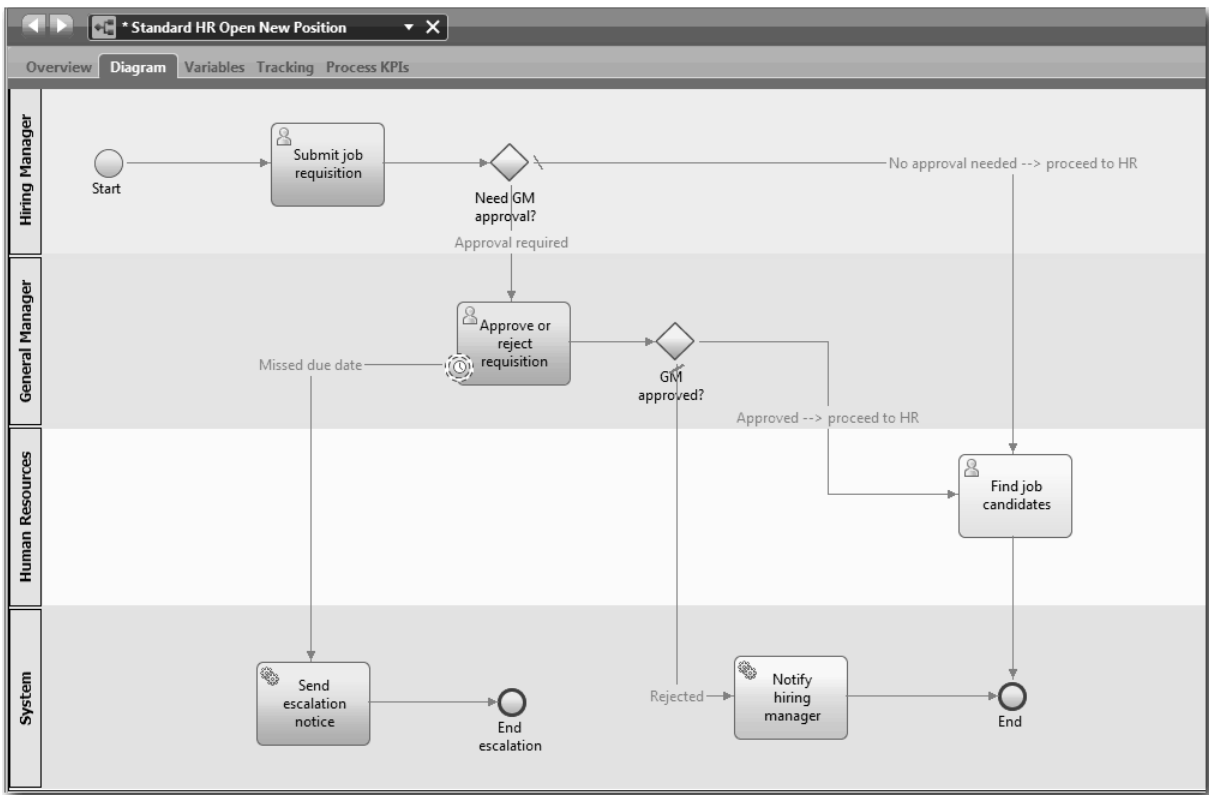 * Standard HR Open New Position
Overview
Diagram
Variables
Tracking
Process KPIs
Hiring Manager
Start
Submit job
requisition
Need GM
approval?
No approval needed --> proceed to HR
Approval required
General Manager
Approve or
reject
requisition
Missed due date
GM
approved?
Approved --> proceed to HR
Human Resources
Find job
candidates
System
Send
escalation
notice
End
escalation
Rejected
Notify
hiring
manager
End